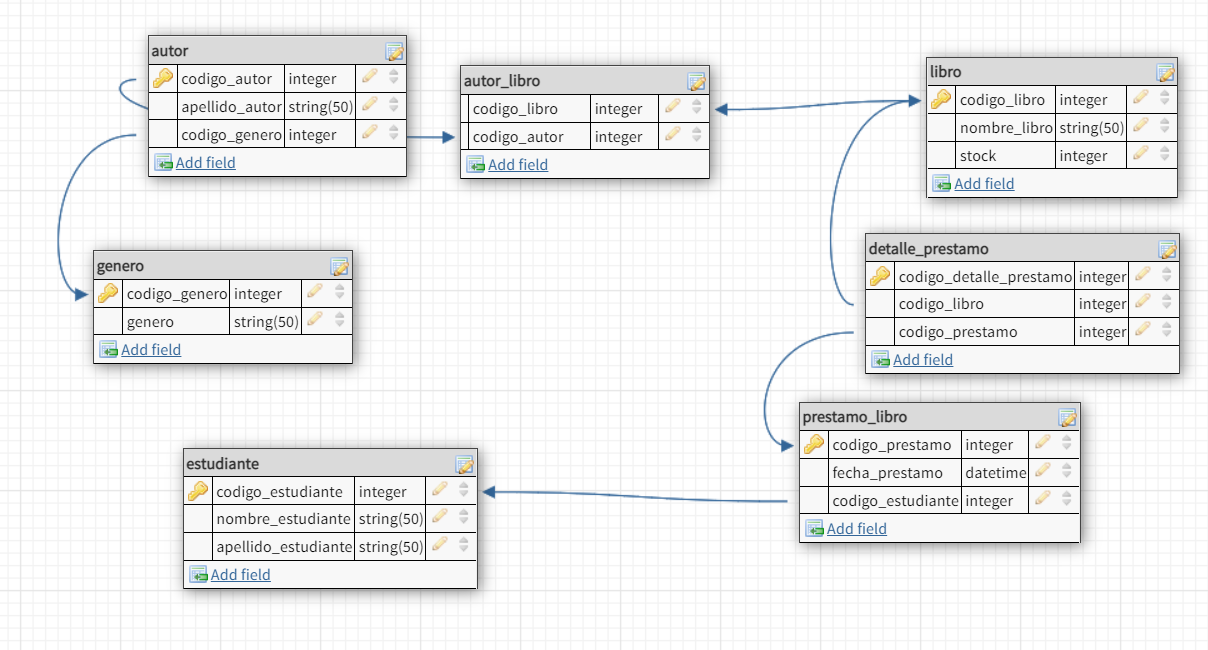 autor
codigo_autor integer
apellido_autor string(50)
codigo_genero integer
Add field
autor_libro
codigo_libro integer
codigo_autor integer
Add field
libro
codigo_libro integer
nombre_libro string(50)
stock integer
Add field
genero
codigo_genero integer
genero string(50)
Add field
detalle_prestamo
codigo_detalle_prestamo integer
codigo_libro integer
codigo_prestamo integer
Add field
prestamo_libro
codigo_prestamo integer
fecha_prestamo datetime
codigo_estudiante integer
Add field
estudiante
codigo_estudiante integer
nombre_estudiante string(50)
apellido_estudiante string(50)
Add field